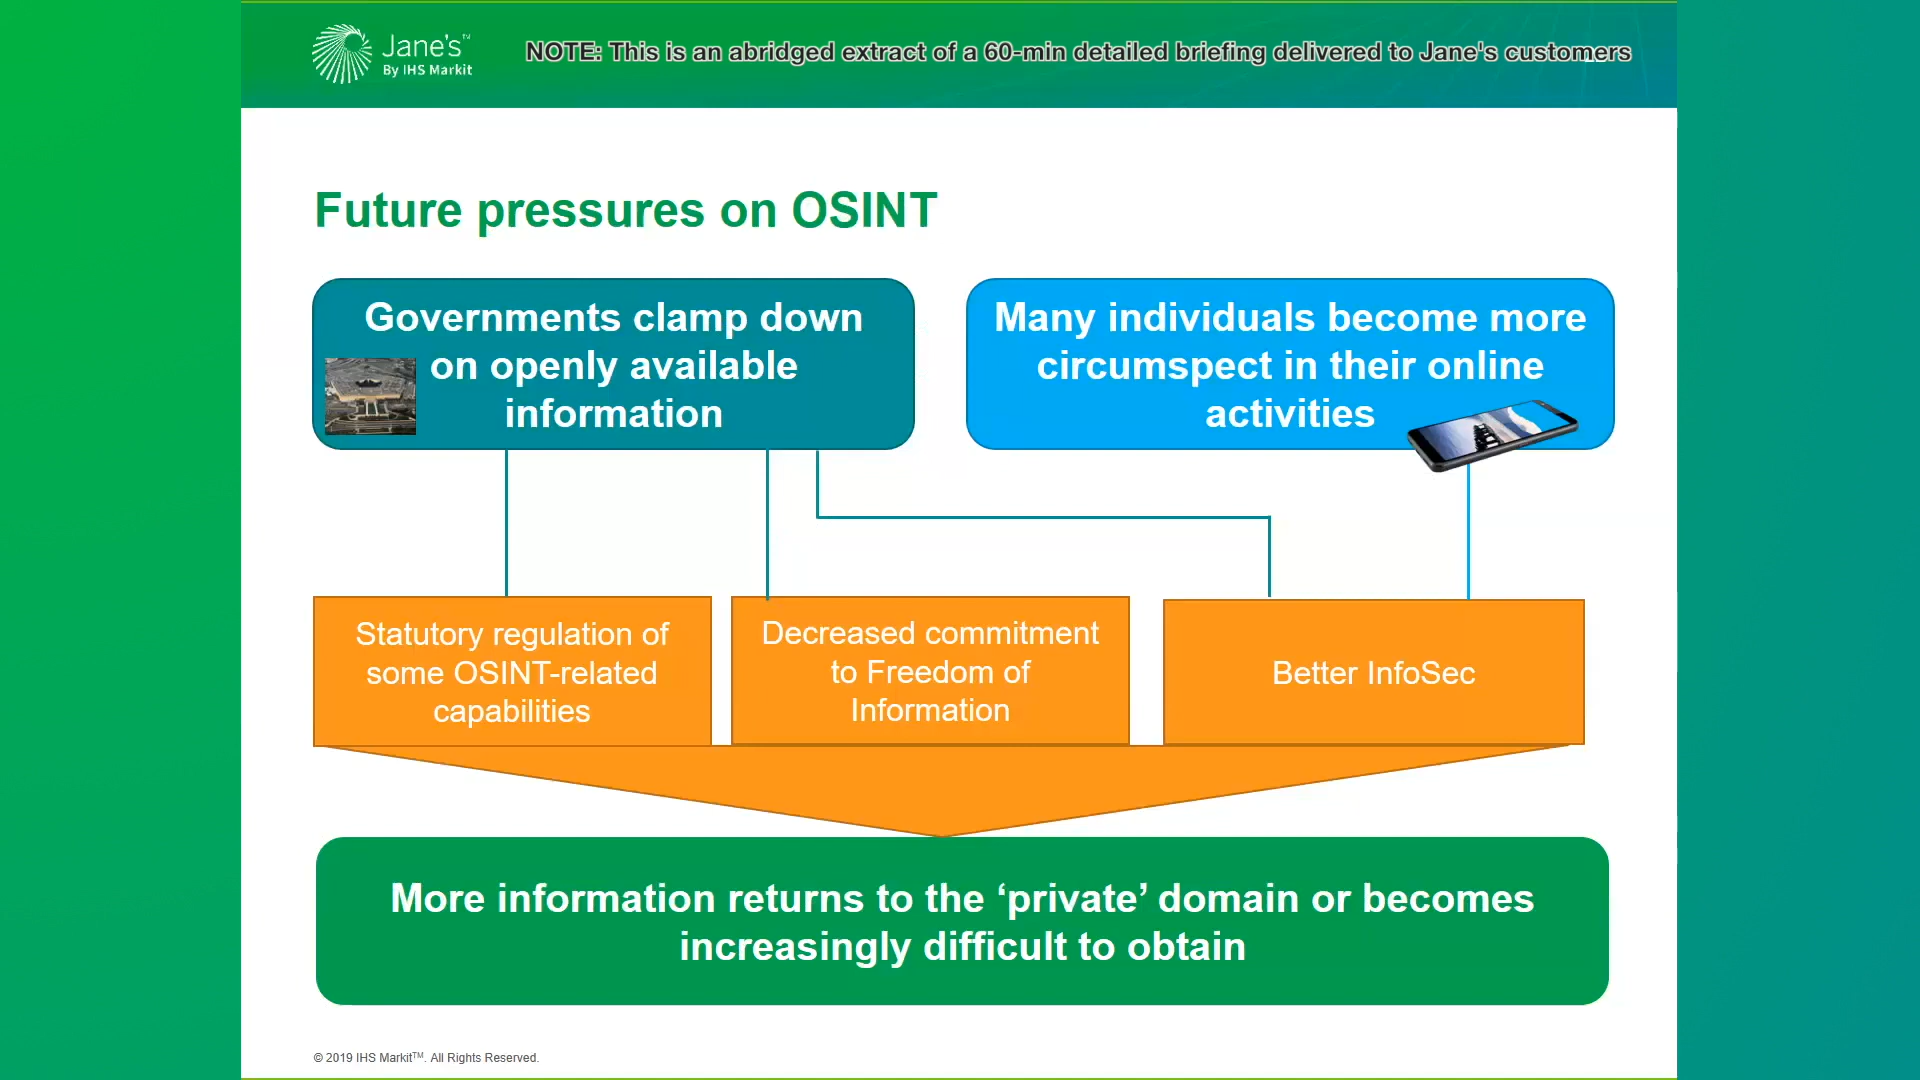 Jane's™
By IHS Markit
NOTE: This is an abridged extract of a 60-min detailed briefing delivered to Jane's customers
Future pressures on OSINT
Governments clamp down
on openly available
information
Many individuals become more
circumspect in their online
activities
Statutory regulation of
some OSINT-related
capabilities
Decreased commitment
to Freedom of
Information
Better InfoSec
More information returns to the ‘private’ domain or becomes
increasingly difficult to obtain
© 2019 IHS Markit™. All Rights Reserved.